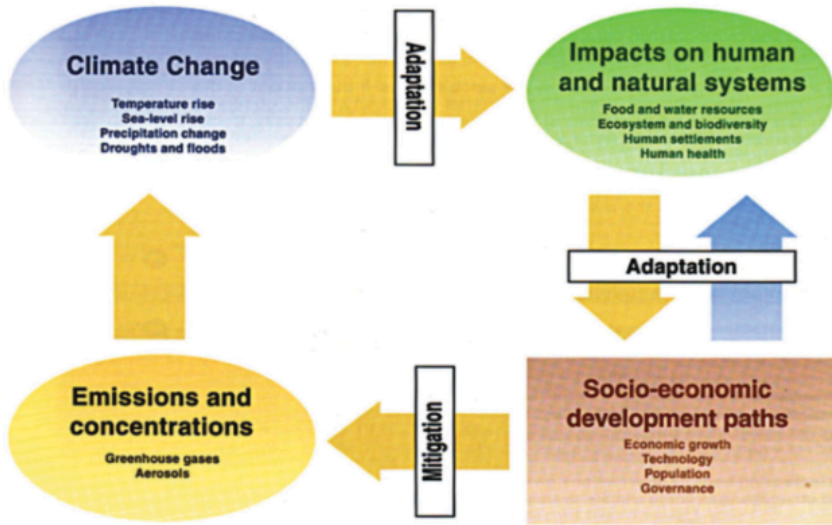 Climate Change
Temperature rise
Sea-level rise
Precipitation change
Droughts and floods
Adaptation
Impacts on human
and natural systems
Food and water resources
Ecosystem and biodiversity
Human settlements
Human health
Adaptation
Emissions and
concentrations
Greenhouse gases
Aerosols
Mitigation
Socio-economic
development paths
Economic growth
Technology
Population
Governance